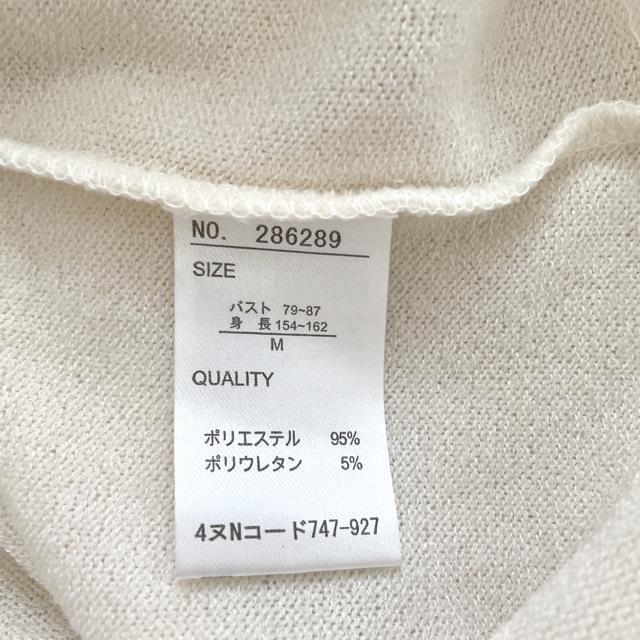 NO. 286289
SIZE
バスト 79~87
身 長 154~162
M
QUALITY
ポリエステル 95%
ポリウレタン 5%
4ヌNコード747-927